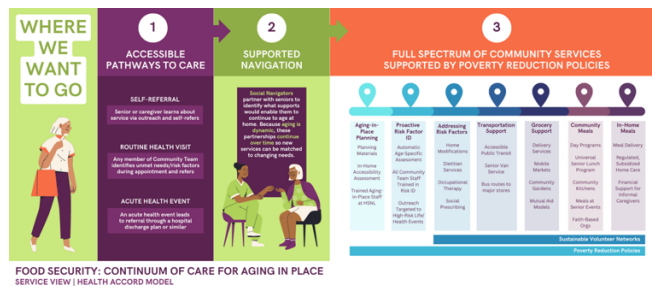 WHERE
WE
WANT
TO GO
1
ACCESSIBLE
PATHWAYS TO CARE
SELF-REFERRAL
Senior or caregiver learns about
service via outreach and self-refers
ROUTINE HEALTH VISIT
Any member of Community Team
identifies unmet needs/risk factors
during appointment and refers
ACUTE HEALTH EVENT
An acute health event leads
to referral through a hospital
discharge plan or similar
2
SUPPORTED
NAVIGATION
Social Navigators
partner with seniors to
identify what supports
would enable them to
continue to age at
home. Because aging is
dynamic, these
partnerships continue
over time so new
services can be matched
to changing needs.
3
FULL SPECTRUM OF COMMUNITY SERVICES
SUPPORTED BY POVERTY REDUCTION POLICIES
Aging-in-
Place
Planning
Planning
Materials
In-Home
Accessibility
Assessment
Trained Aging-
in-Place Staff
at HSNL
Proactive
Risk Factor
ID
Automatic
Age-Specific
Assessment
All Community
Team Staff
Trained in
Risk ID
Outreach
Targeted to
High-Risk Life/
Health Events
Addressing
Risk Factors
Home
Modifications
Dietitian
Services
Occupational
Therapy
Social
Prescribing
Transportation
Support
Accessible
Public Transit
Senior Van
Service
Bus routes to
major stores
Grocery
Support
Delivery
Services
Mobile
Markets
Community
Gardens
Mutual Aid
Models
Community
Meals
Day Programs
Universal
Senior Lunch
Program
Community
Kitchens
Meals at
Senior Events
Faith-Based
Orgs
In-Home
Meals
Meal Delivery
Regulated,
Subsidized
Home Care
Financial
Support for
Informal
Caregivers
Sustainable Volunteer Networks
Poverty Reduction Policies
FOOD SECURITY: CONTINUUM OF CARE FOR AGING IN PLACE
SERVICE VIEW | HEALTH ACCORD MODEL